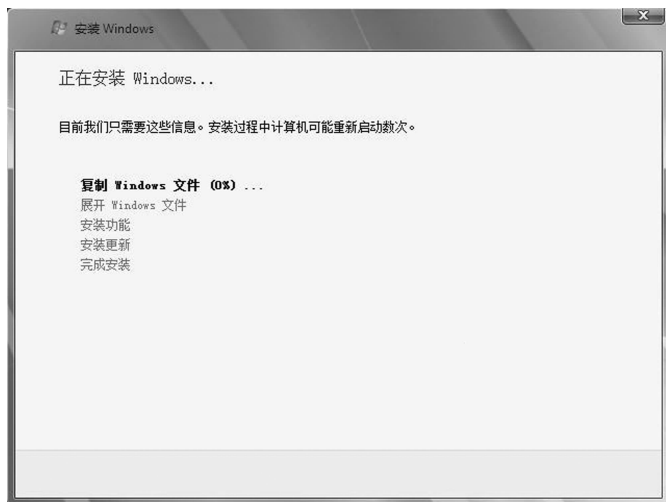 安装 Windows
正在安装 Windows...
目前我们只需要这些信息。安装过程中计算机可能重新启动数次。
复制 Windows 文件 (0%) ...
展开 Windows 文件
安装功能
安装更新
完成安装